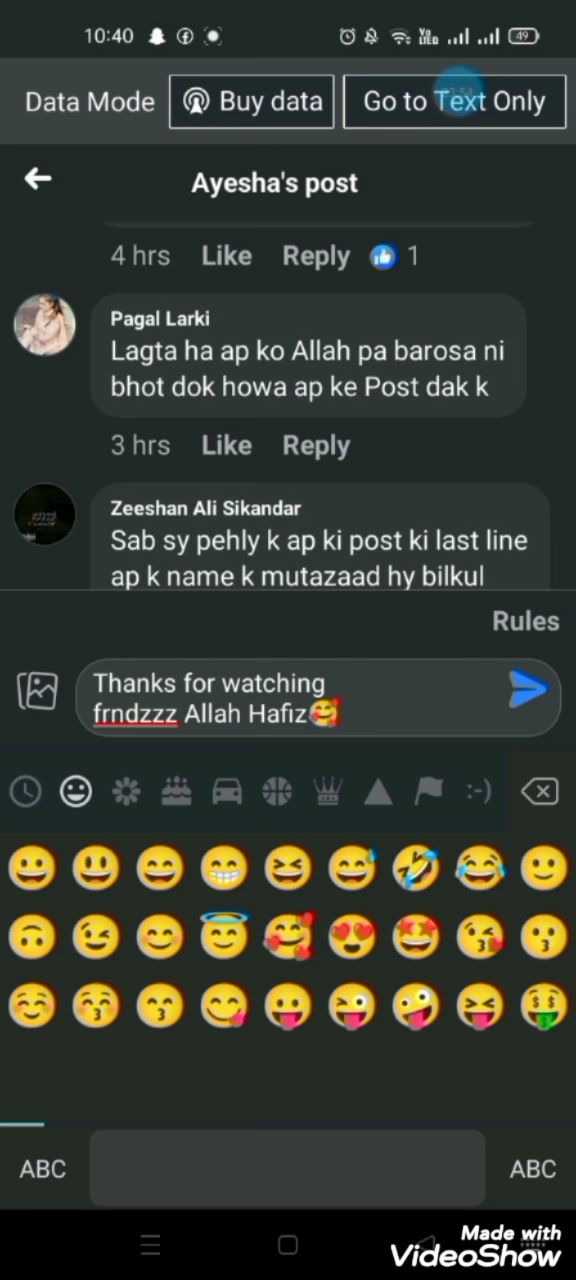 10:40
Vo
LTED
49
Data Mode
Buy data
Go to Text Only
Ayesha's post
4 hrs Like Reply 1
Pagal Larki
Lagta ha ap ko Allah pa barosa ni
bhot dok howa ap ke Post dak k
3 hrs Like Reply
Zeeshan Ali Sikandar
Sab sy pehly k ap ki post ki last line
ap k name k mutazaad hy bilkul
Rules
Thanks for watching
frndzzz Allah Hafiz🥰
:-)
ABC
ABC
Made with
VideoShow